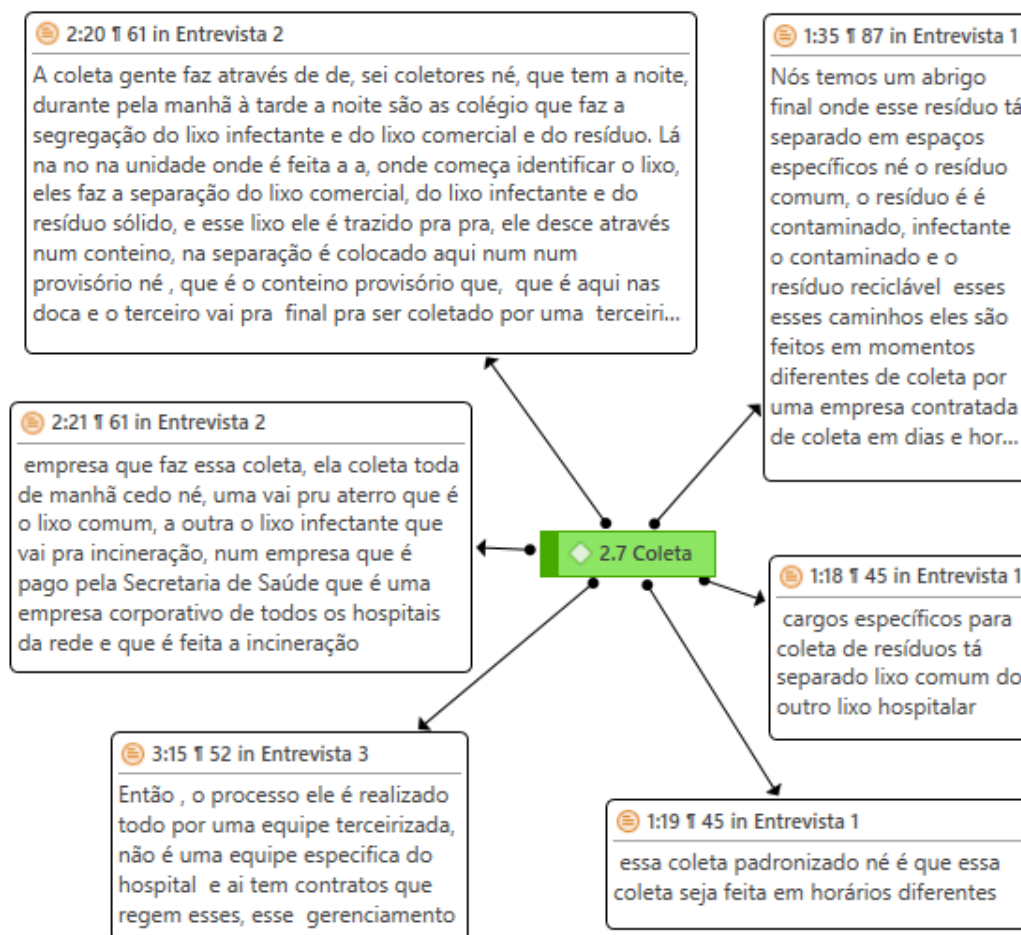 2:20 ¶ 61 in Entrevista 2
A coleta gente faz através de de, sei coletores né, que tem a noite,
durante pela manhã à tarde a noite são as colégio que faz a
segregação do lixo infectante e do lixo comercial e do resíduo. Lá
na no na unidade onde é feita a a, onde começa identificar o lixo,
eles faz a separação do lixo comercial, do lixo infectante e do
resíduo sólido, e esse lixo ele é trazido pra pra, ele desce através
num conteino, na separação é colocado aqui num num
provisório né , que é o conteino provisório que,  que é aqui nas
doca e o terceiro vai pra  final pra ser coletado por uma  terceiri...
1:35 ¶ 87 in Entrevista 1
Nós temos um abrigo
final onde esse resíduo tá
separado em espaços
específicos né o resíduo
comum, o resíduo é é
contaminado, infectante
o contaminado e o
resíduo reciclável  esses
esses caminhos eles são
feitos em momentos
diferentes de coleta por
uma empresa contratada
de coleta em dias e hor...
2:21 ¶ 61 in Entrevista 2
empresa que faz essa coleta, ela coleta toda
de manhã cedo né, uma vai pru aterro que é
o lixo comum, a outra o lixo infectante que
vai pra incineração, num empresa que é
pago pela Secretaria de Saúde que é uma
empresa corporativo de todos os hospitais
da rede e que é feita a incineração
2.7 Coleta
1:18 ¶ 45 in Entrevista 1
cargos específicos para
coleta de resíduos tá
separado lixo comum do
outro lixo hospitalar
3:15 ¶ 52 in Entrevista 3
Então , o processo ele é realizado
todo por uma equipe terceirizada,
não é uma equipe especifica do
hospital  e ai tem contratos que
regem esses, esse  gerenciamento
1:19 ¶ 45 in Entrevista 1
essa coleta padronizado né é que essa
coleta seja feita em horários diferentes